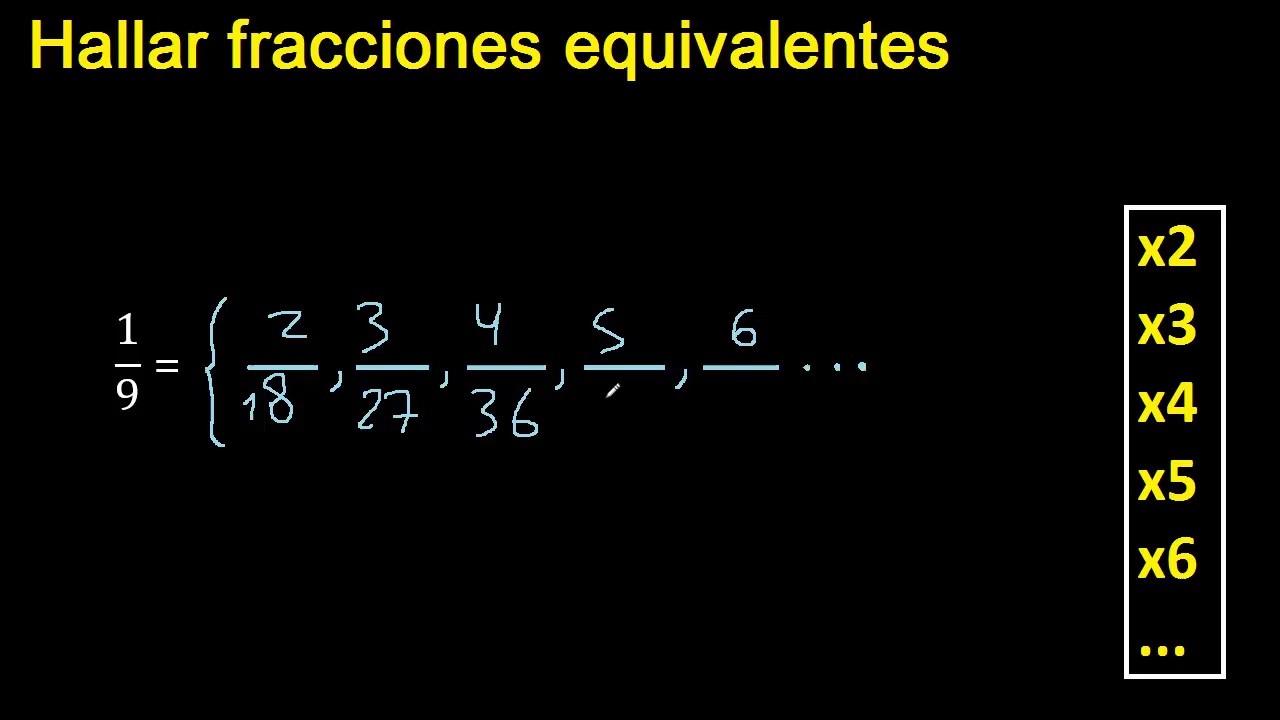 Hallar fracciones equivalentes
1/9 = { 2/18 , 3/27 , 4/36 , 5/ , 6/ ...
x2
x3
x4
x5
x6
...